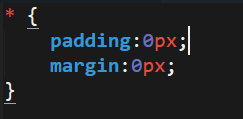 * {
padding:0px;
margin:0px;
}